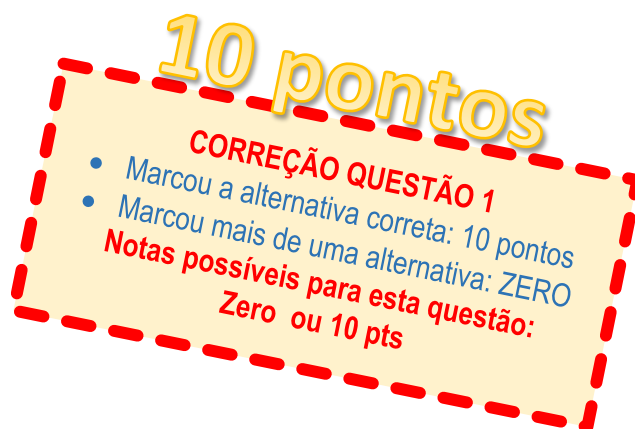 10 pontos
CORREÇÃO QUESTÃO 1
• Marcou a alternativa correta: 10 pontos
• Marcou mais de uma alternativa: ZERO
Notas possíveis para esta questão:
Zero ou 10 pts